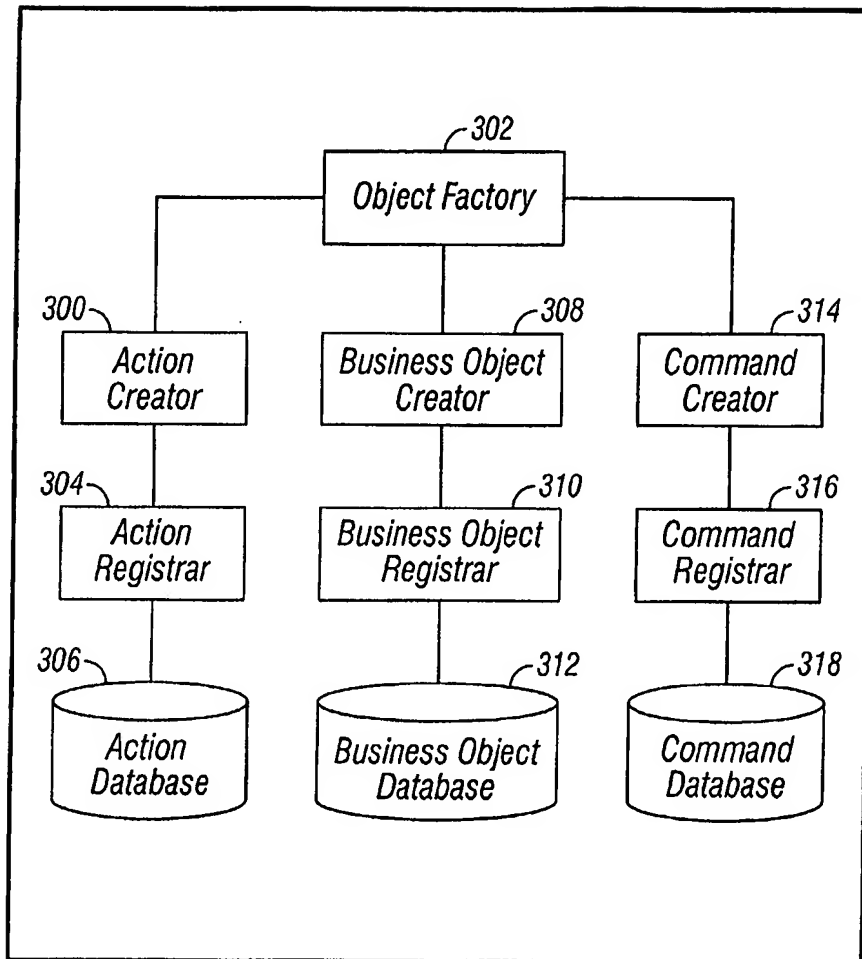 302
Object Factory
300
Action
Creator
308
Business Object
Creator
314
Command
Creator
304
Action
Registrar
310
Business Object
Registrar
316
Command
Registrar
306
Action
Database
312
Business Object
Database
318
Command
Database